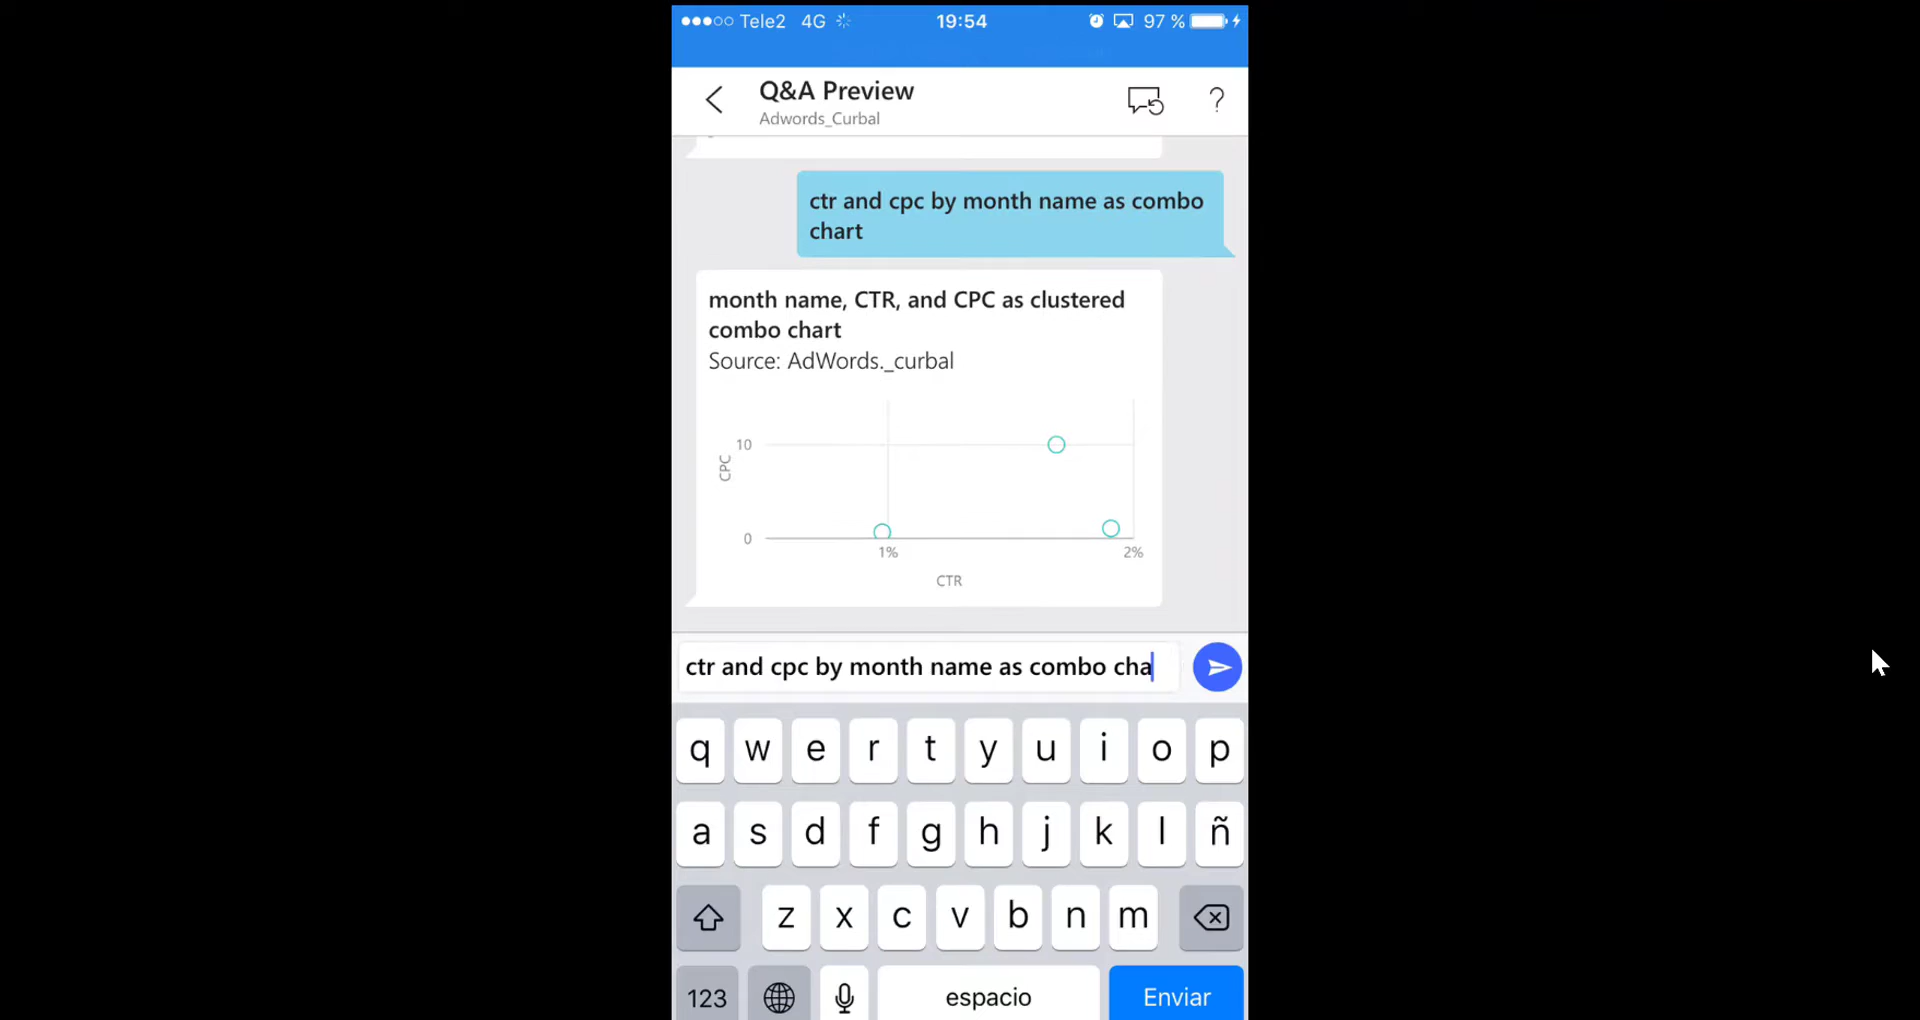 Tele2 4G 19:54 97 %
Q&A Preview
Adwords_Curbal
?
ctr and cpc by month name as combo
chart
month name, CTR, and CPC as clustered
combo chart
Source: AdWords._curbal
10
CPC
0
1% 2%
CTR
ctr and cpc by month name as combo cha
q w e r t y u i o p
a s d f g h j k l ñ
z x c v b n m
123 espacio Enviar